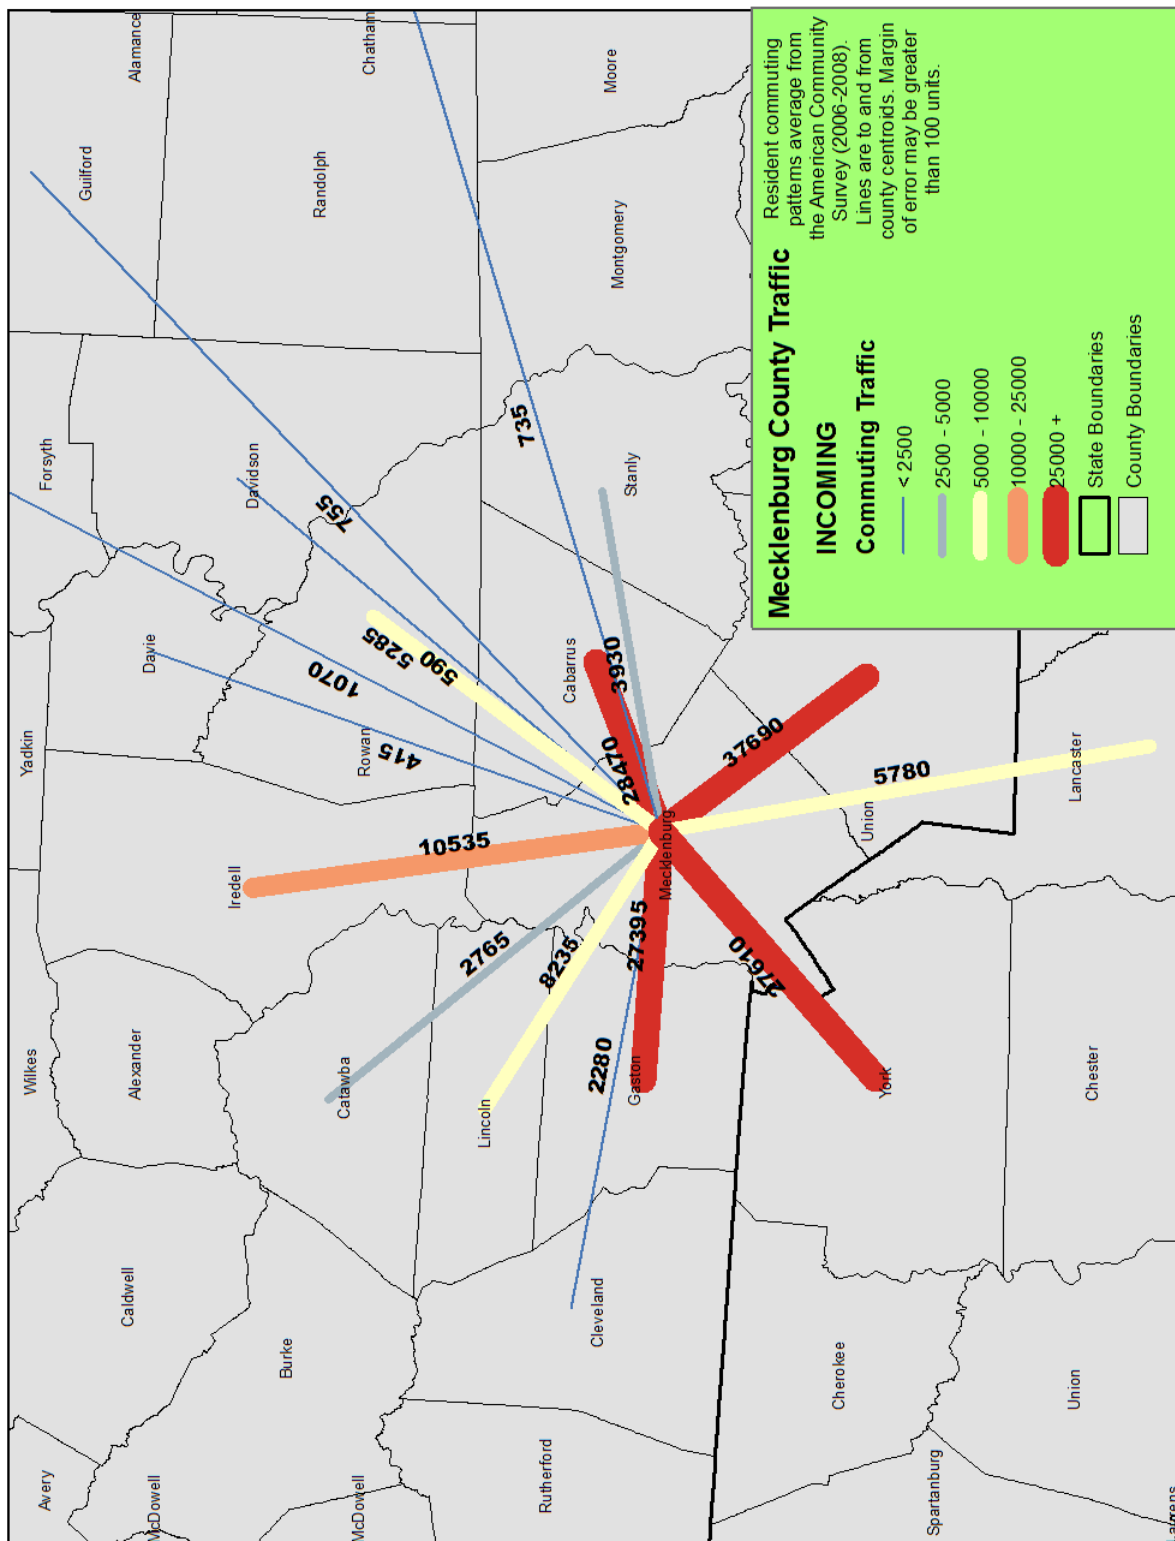 Avery
Caldwell
Wilkes
Yadkin
Forsyth
Guilford
Alamance
McDowell
Alexander
Iredell
Davie
Davidson
Burke
Catawba
Rowan
Randolph
Chatham
McDowell
Rutherford
Cleveland
Lincoln
Gaston
Mecklenburg
Cabarrus
Stanly
Montgomery
Moore
Union
Lancaster
York
Chester
Cherokee
Union
Spartanburg
10535
415
1070
5285
590
755
735
2765
8235
2280
27395
28470
3930
37690
5780
27610
Mecklenburg County Traffic
INCOMING
Commuting Traffic
< 2500
2500 - 5000
5000 - 10000
10000 - 25000
25000 +
State Boundaries
County Boundaries
Resident commuting
patterns average from
the American Community
Survey (2006-2008).
Lines are to and from
county centroids. Margin
of error may be greater
than 100 units.